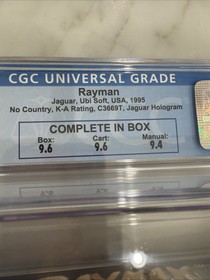 CGC UNIVERSAL GRADE
Rayman
Jaguar, Ubi Soft, USA, 1995
No Country, K-A Rating, C3669T, Jaguar Hologram
COMPLETE IN BOX
Box: Cart: Manual:
9.6 9.6 9.4